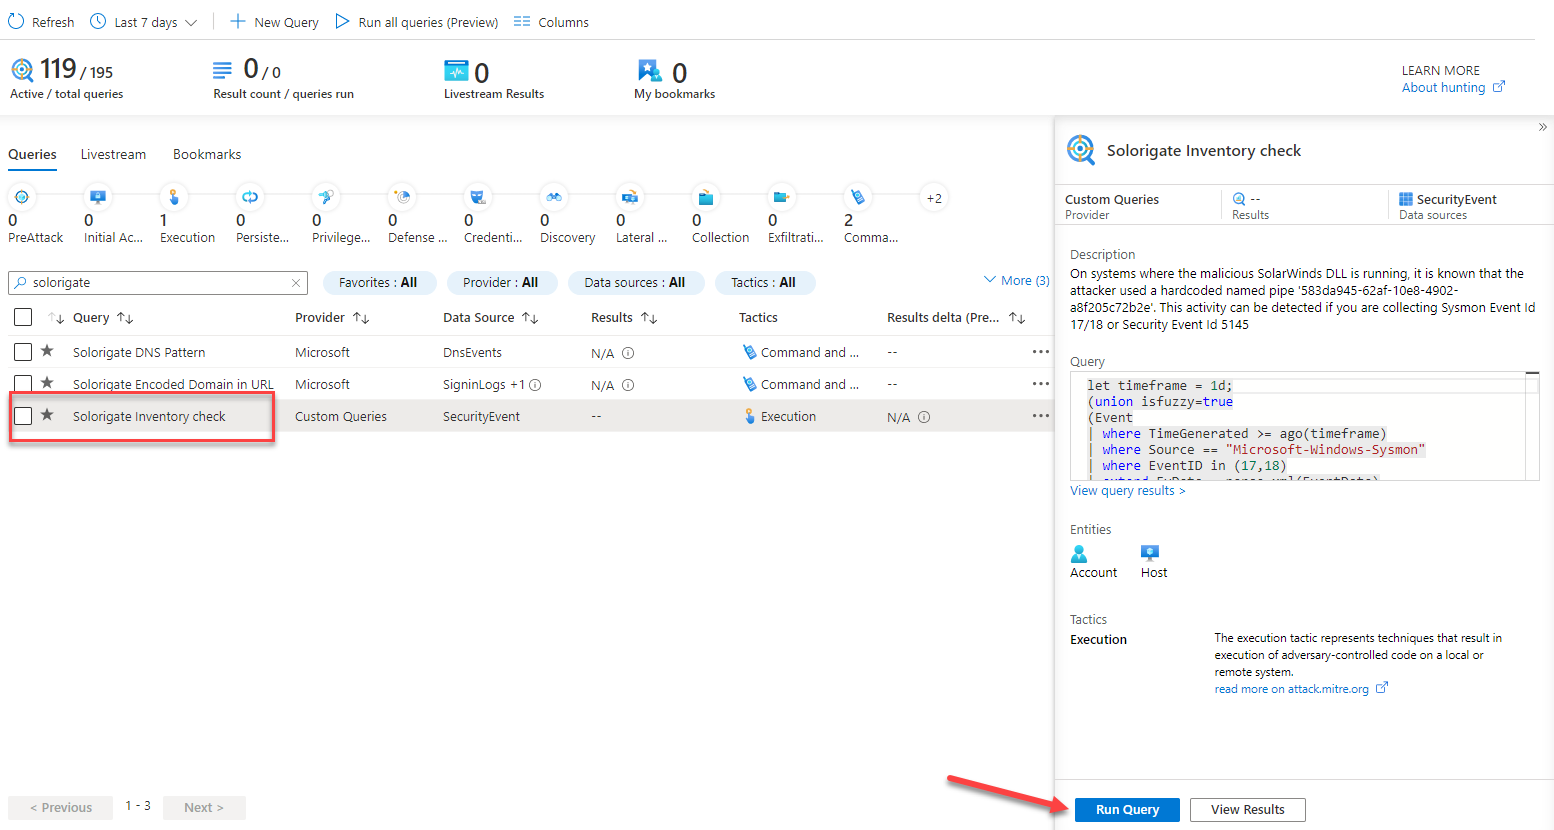 Refresh Last 7 days New Query Run all queries (Preview) Columns
119 / 195
Active / total queries
0 / 0
Result count / queries run
0
Livestream Results
0
My bookmarks
LEARN MORE
About hunting
Queries Livestream Bookmarks
0 0 1 0 0 0 0 0 0 0 0 2 +2
PreAttack Initial Ac... Execution Persiste... Privilege... Defense ... Credenti... Discovery Lateral ... Collection Exfiltrati... Comma...
solorigate
Favorites : All Provider : All Data sources : All Tactics : All More (3)
Query Provider Data Source Results Tactics Results delta (Pre...
Solorigate DNS Pattern Microsoft DnsEvents N/A Command and ... -- ...
Solorigate Encoded Domain in URL Microsoft SigninLogs +1 N/A Command and ... -- ...
Solorigate Inventory check Custom Queries SecurityEvent -- Execution N/A ...
< Previous 1 - 3 Next >
»
Solorigate Inventory check
Custom Queries -- SecurityEvent
Provider Results Data sources
Description
On systems where the malicious SolarWinds DLL is running, it is known that the
attacker used a hardcoded named pipe '583da945-62af-10e8-4902-
a8f205c72b2e'. This activity can be detected if you are collecting Sysmon Event Id
17/18 or Security Event Id 5145
Query
let timeframe = 1d;
(union isfuzzy=true
(Event
| where TimeGenerated >= ago(timeframe)
| where Source == "Microsoft-Windows-Sysmon"
| where EventID in (17,18)
| extend EvData = parse_xml(EventData)
View query results >
Entities
Account Host
Tactics
Execution
The execution tactic represents techniques that result in
execution of adversary-controlled code on a local or
remote system.
read more on attack.mitre.org
Run Query View Results